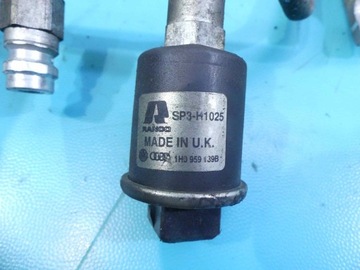 SP3-H1025
RANCO
MADE IN U.K.
1H0 959 139B